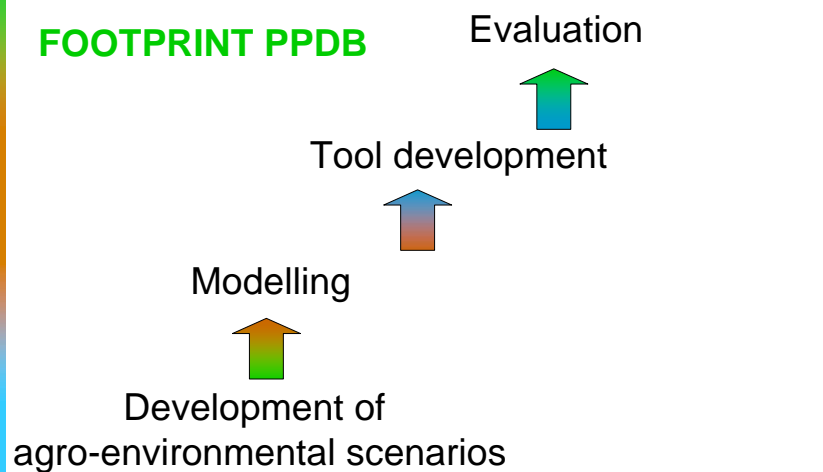 FOOTPRINT PPDB
Evaluation
Tool development
Modelling
Development of
agro-environmental scenarios